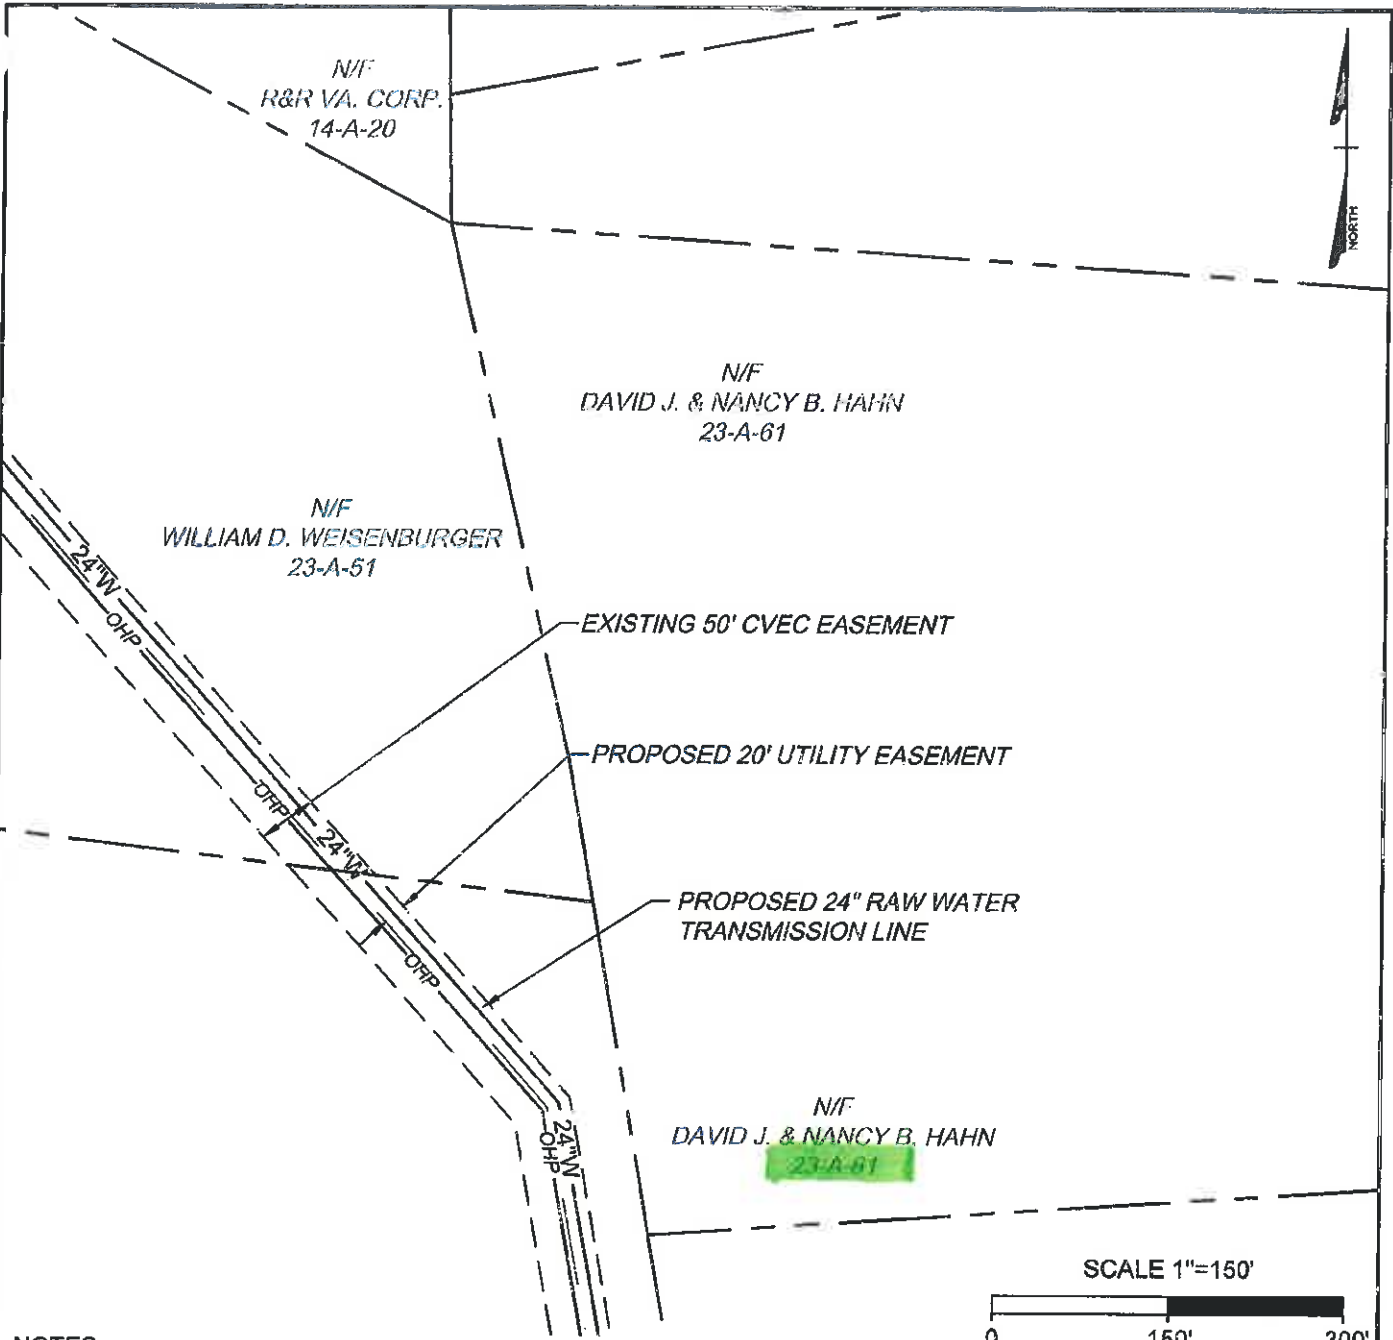 N/F
R&R VA. CORP.
14-A-20
NORTH
N/F
DAVID J. & NANCY B. HAHN
23-A-61
N/F
WILLIAM D. WEISENBURGER
23-A-51
24"W
OHP
EXISTING 50' CVEC EASEMENT
PROPOSED 20' UTILITY EASEMENT
OHP
24"W
PROPOSED 24" RAW WATER
TRANSMISSION LINE
OHP
N/F
DAVID J. & NANCY B. HAHN
23-A-61
24"W
OHP
SCALE 1"=150'
0 150' 300'
NOTES